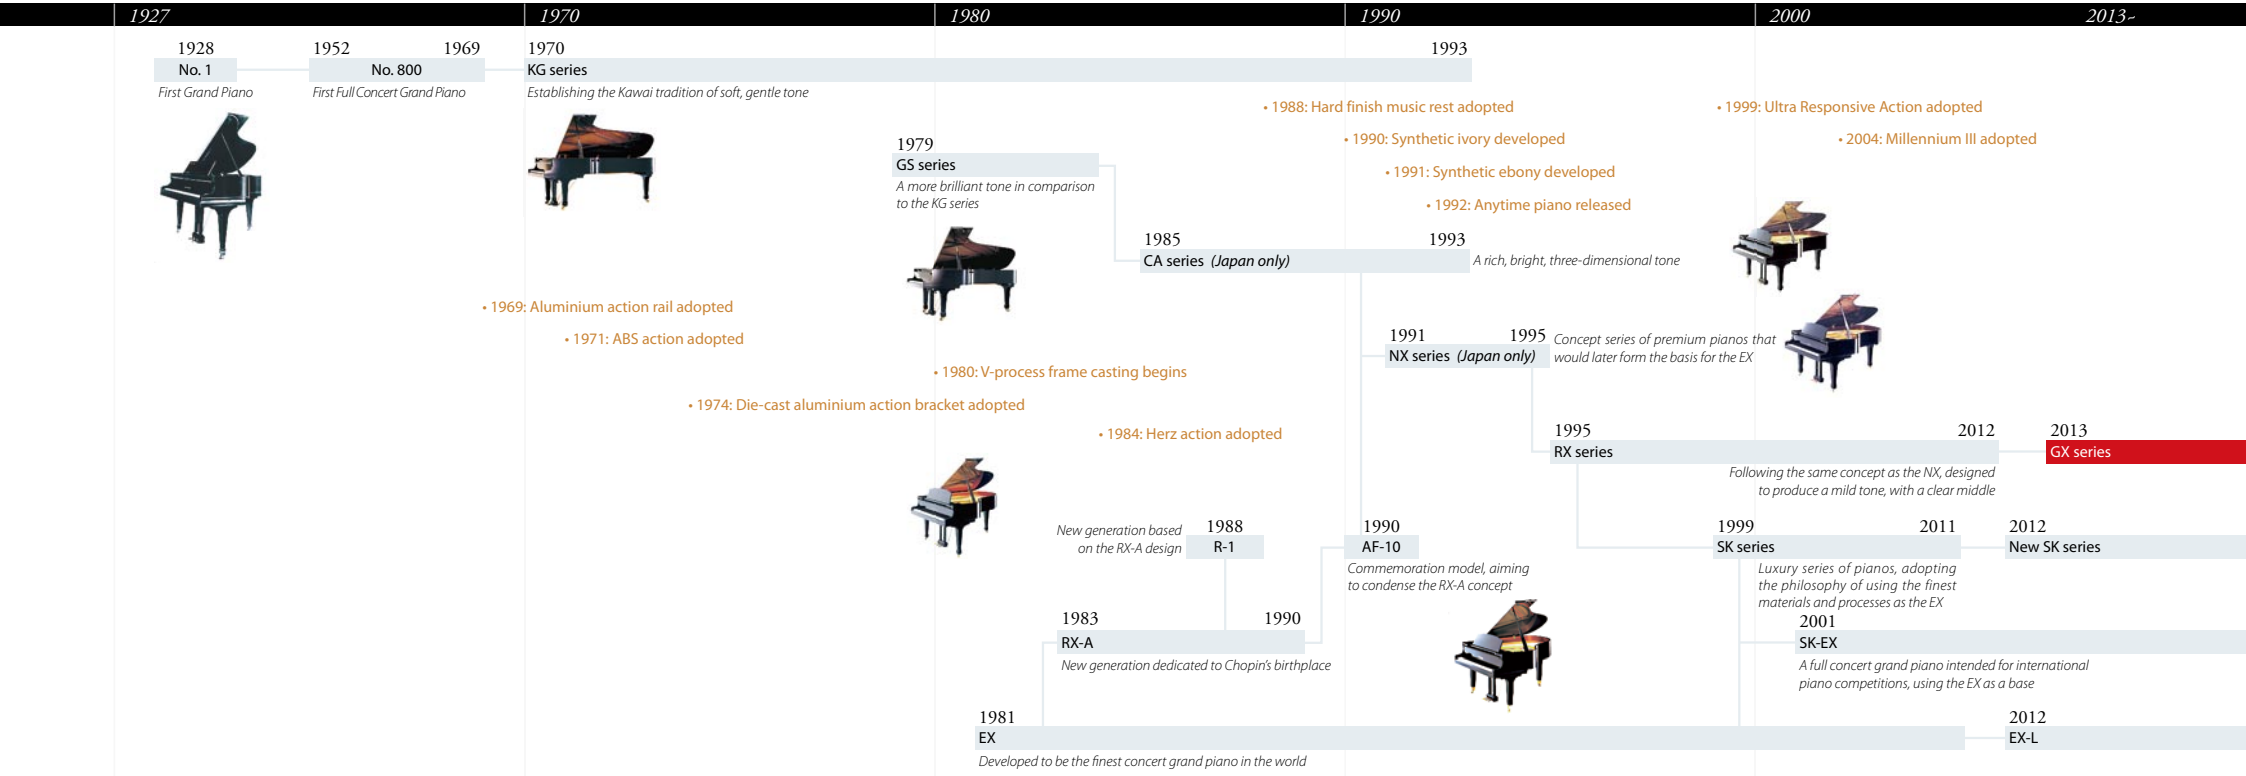 1927
1970
1980
1990
2000
2013~
1928
No. 1
First Grand Piano
1952
1969
No. 800
First Full Concert Grand Piano
1970
1993
KG series
Establishing the Kawai tradition of soft, gentle tone
• 1988: Hard finish music rest adopted
• 1999: Ultra Responsive Action adopted
• 1990: Synthetic ivory developed
• 2004: Millennium III adopted
1979
GS series
A more brilliant tone in comparison
to the KG series
• 1991: Synthetic ebony developed
• 1992: Anytime piano released
1985
1993
CA series (Japan only)
A rich, bright, three-dimensional tone
• 1969: Aluminium action rail adopted
• 1971: ABS action adopted
1991
1995
NX series (Japan only)
Concept series of premium pianos that
would later form the basis for the EX
• 1980: V-process frame casting begins
• 1974: Die-cast aluminium action bracket adopted
• 1984: Herz action adopted
1995
2012
RX series
Following the same concept as the NX, designed
to produce a mild tone, with a clear middle
2013
GX series
New generation based
on the RX-A design
1988
R-1
1990
AF-10
Commemoration model, aiming
to condense the RX-A concept
1999
2011
SK series
Luxury series of pianos, adopting
the philosophy of using the finest
materials and processes as the EX
2012
New SK series
1983
1990
RX-A
New generation dedicated to Chopin's birthplace
2001
SK-EX
A full concert grand piano intended for international
piano competitions, using the EX as a base
1981
EX
Developed to be the finest concert grand piano in the world
2012
EX-L